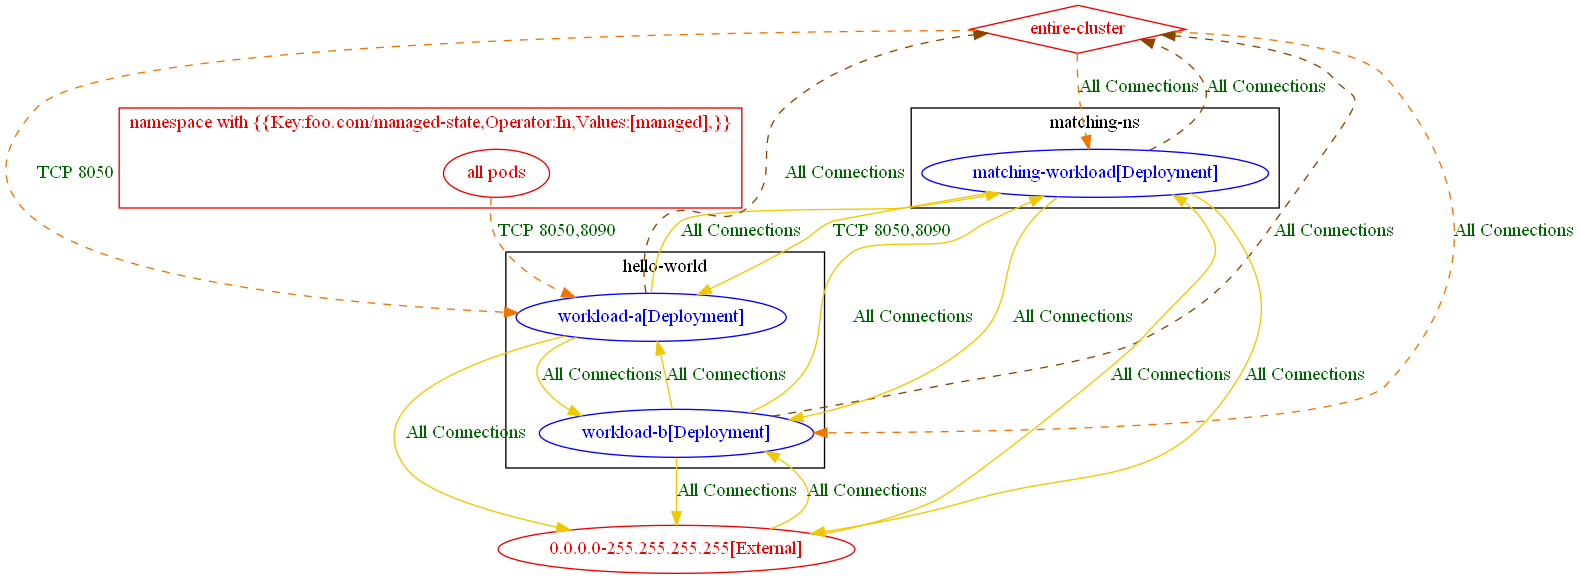 entire-cluster
All Connections
All Connections
namespace with {{Key:foo.com/managed-state,Operator:In,Values:[managed],}}
matching-ns
TCP 8050
all pods
All Connections
matching-workload[Deployment]
TCP 8050,8090
All Connections
TCP 8050,8090
All Connections
All Connections
hello-world
workload-a[Deployment]
All Connections
All Connections
All Connections
All Connections
All Connections
All Connections
All Connections
workload-b[Deployment]
All Connections
All Connections
0.0.0.0-255.255.255.255[External]